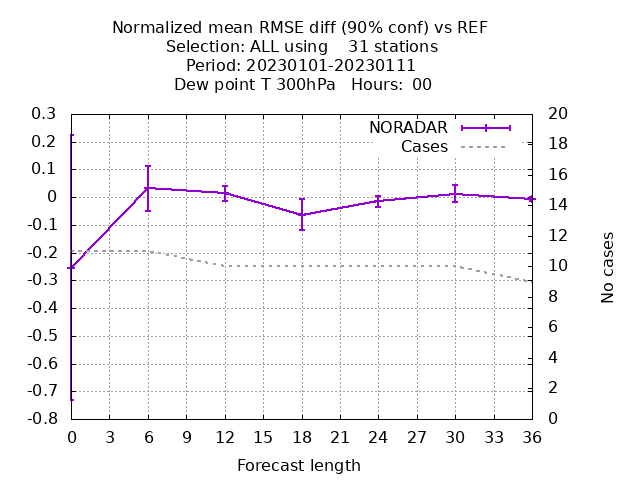 Normalized mean RMSE diff (90% conf) vs REF
Selection: ALL using    31 stations
Period: 20230101-20230111
Dew point T 300hPa   Hours:  00
NORADAR
Cases
0.3
0.2
0.1
0
-0.1
-0.2
-0.3
-0.4
-0.5
-0.6
-0.7
-0.8
20
18
16
14
12
10
8
6
4
2
0
No cases
0 3 6 9 12 15 18 21 24 27 30 33 36
Forecast length